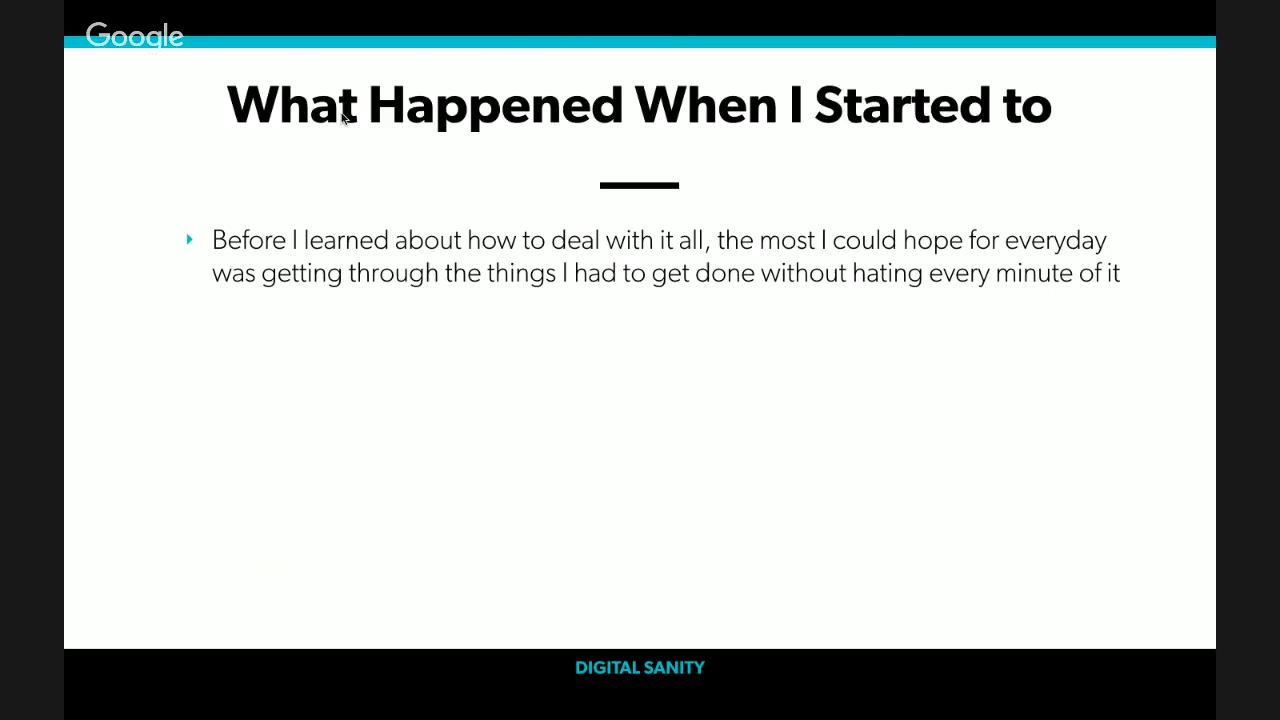 Google
What Happened When I Started to
Before I learned about how to deal with it all, the most I could hope for everyday
was getting through the things I had to get done without hating every minute of it
DIGITAL SANITY